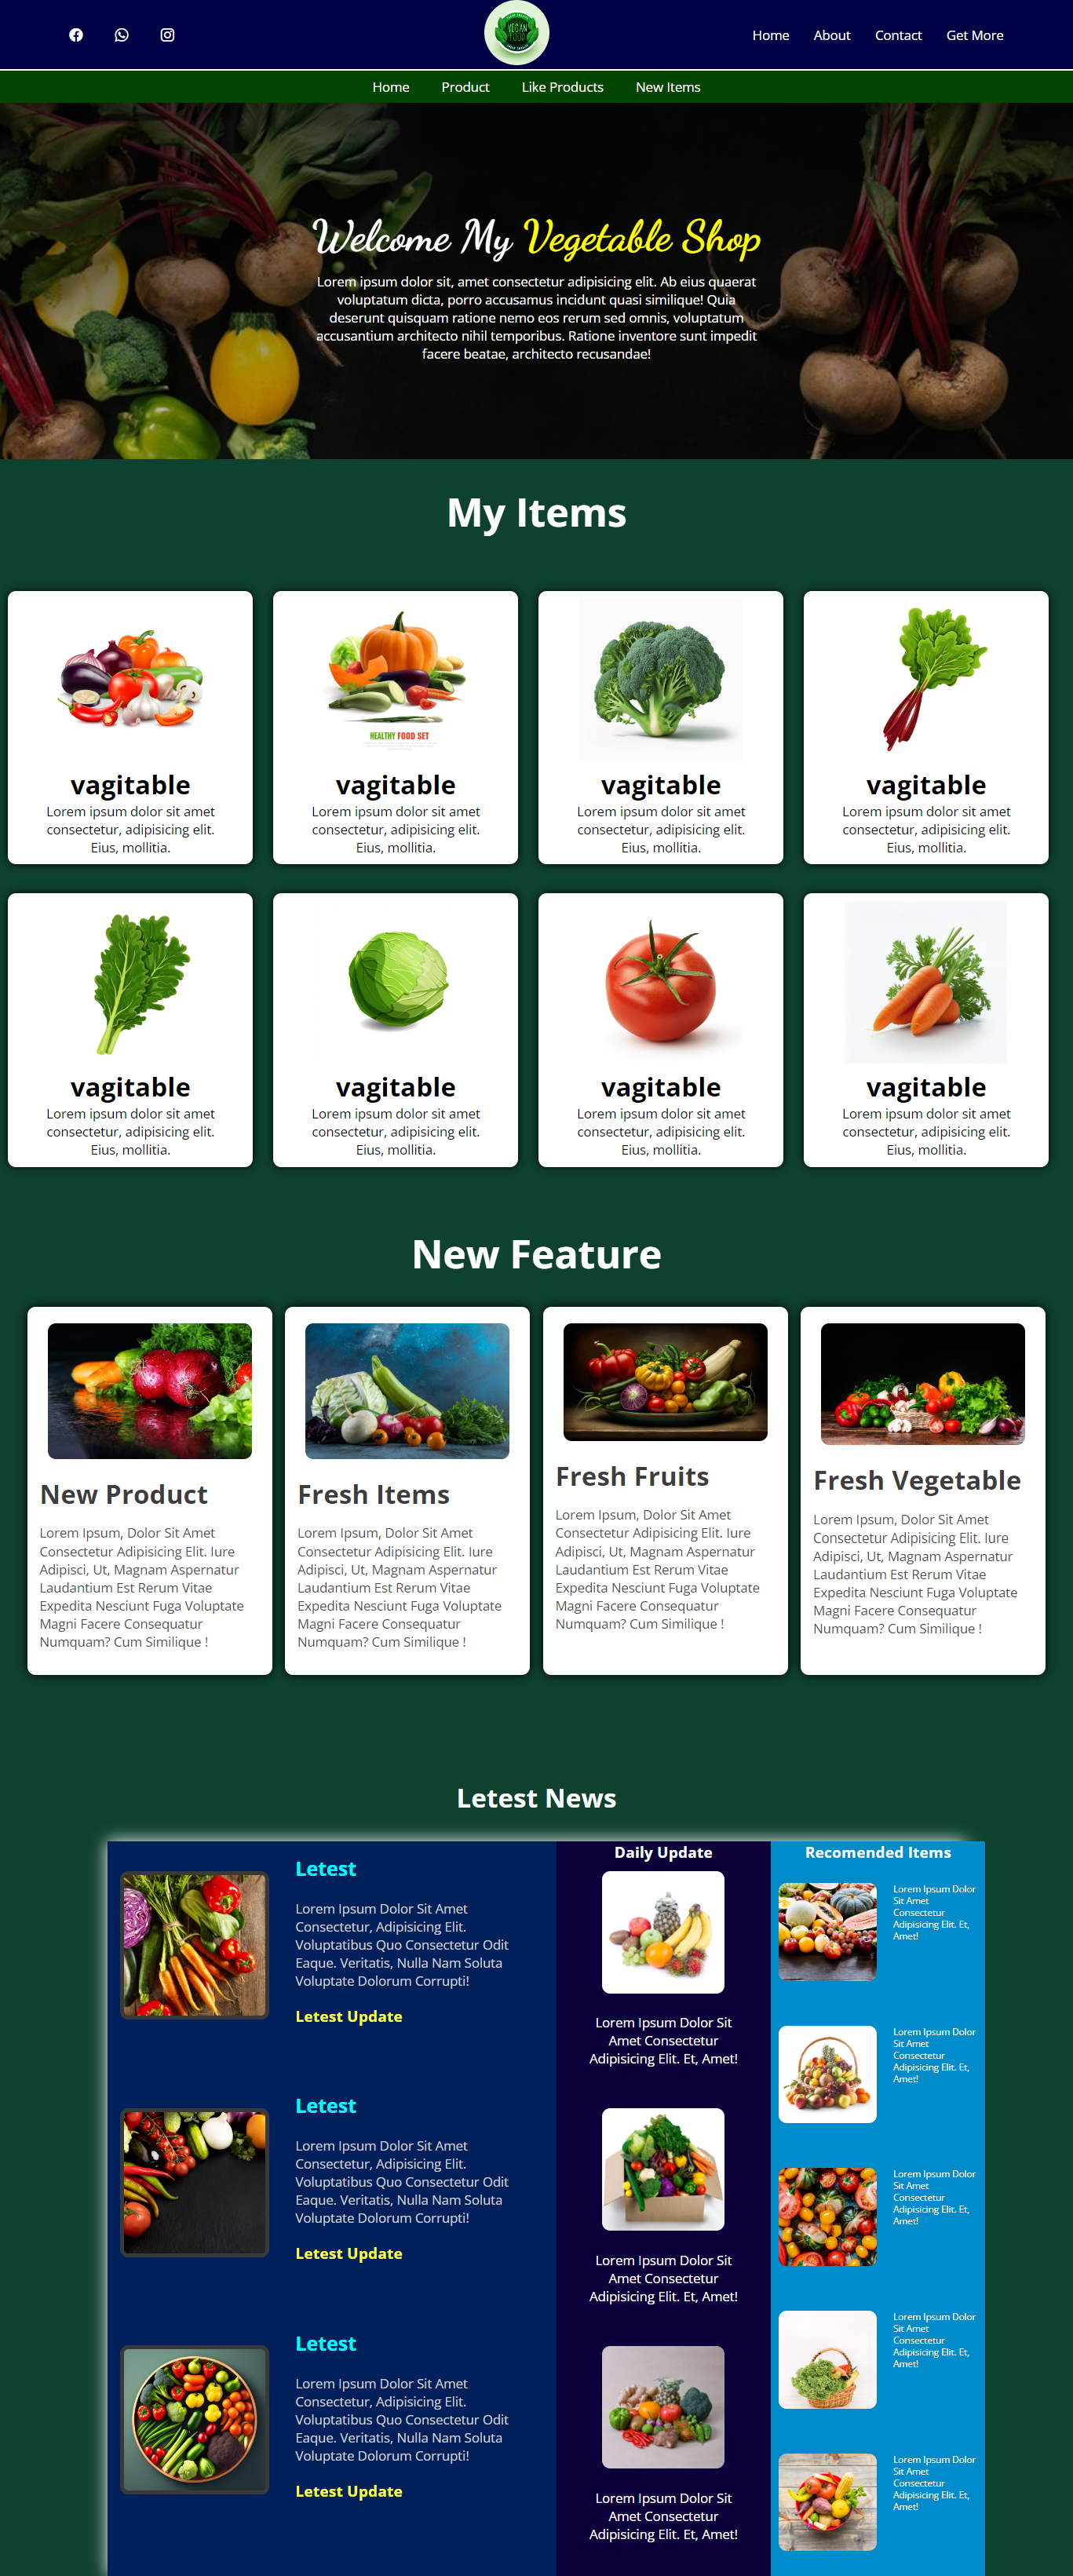 VEGAN
FOOD
Home About Contact Get More
Home Product Like Products New Items
Welcome My Vegetable Shop
Lorem ipsum dolor sit, amet consectetur adipisicing elit. Ab eius quaerat
voluptatum dicta, porro accusamus incidunt quasi similique! Quia
deserunt quisquam ratione nemo eos rerum sed omnis, voluptatum
accusantium architecto nihil temporibus. Ratione inventore sunt impedit
facere beatae, architecto recusandae!
My Items
HEALTHY FOOD SET
vagitable
Lorem ipsum dolor sit amet
consectetur, adipisicing elit.
Eius, mollitia.
vagitable
Lorem ipsum dolor sit amet
consectetur, adipisicing elit.
Eius, mollitia.
vagitable
Lorem ipsum dolor sit amet
consectetur, adipisicing elit.
Eius, mollitia.
vagitable
Lorem ipsum dolor sit amet
consectetur, adipisicing elit.
Eius, mollitia.
vagitable
Lorem ipsum dolor sit amet
consectetur, adipisicing elit.
Eius, mollitia.
vagitable
Lorem ipsum dolor sit amet
consectetur, adipisicing elit.
Eius, mollitia.
vagitable
Lorem ipsum dolor sit amet
consectetur, adipisicing elit.
Eius, mollitia.
vagitable
Lorem ipsum dolor sit amet
consectetur, adipisicing elit.
Eius, mollitia.
New Feature
New Product
Lorem Ipsum, Dolor Sit Amet
Consectetur Adipisicing Elit. Iure
Adipisci, Ut, Magnam Aspernatur
Laudantium Est Rerum Vitae
Expedita Nesciunt Fuga Voluptate
Magni Facere Consequatur
Numquam? Cum Similique !
Fresh Items
Lorem Ipsum, Dolor Sit Amet
Consectetur Adipisicing Elit. Iure
Adipisci, Ut, Magnam Aspernatur
Laudantium Est Rerum Vitae
Expedita Nesciunt Fuga Voluptate
Magni Facere Consequatur
Numquam? Cum Similique !
Fresh Fruits
Lorem Ipsum, Dolor Sit Amet
Consectetur Adipisicing Elit. Iure
Adipisci, Ut, Magnam Aspernatur
Laudantium Est Rerum Vitae
Expedita Nesciunt Fuga Voluptate
Magni Facere Consequatur
Numquam? Cum Similique !
Fresh Vegetable
Lorem Ipsum, Dolor Sit Amet
Consectetur Adipisicing Elit. Iure
Adipisci, Ut, Magnam Aspernatur
Laudantium Est Rerum Vitae
Expedita Nesciunt Fuga Voluptate
Magni Facere Consequatur
Numquam? Cum Similique !
Letest News
Letest
Lorem Ipsum Dolor Sit Amet
Consectetur, Adipisicing Elit.
Voluptatibus Quo Consectetur Odit
Eaque. Veritatis, Nulla Nam Soluta
Voluptate Dolorum Corrupti!
Letest Update
Letest
Lorem Ipsum Dolor Sit Amet
Consectetur, Adipisicing Elit.
Voluptatibus Quo Consectetur Odit
Eaque. Veritatis, Nulla Nam Soluta
Voluptate Dolorum Corrupti!
Letest Update
Letest
Lorem Ipsum Dolor Sit Amet
Consectetur, Adipisicing Elit.
Voluptatibus Quo Consectetur Odit
Eaque. Veritatis, Nulla Nam Soluta
Voluptate Dolorum Corrupti!
Letest Update
Daily Update
Lorem Ipsum Dolor Sit
Amet Consectetur
Adipisicing Elit. Et, Amet!
Lorem Ipsum Dolor Sit
Amet Consectetur
Adipisicing Elit. Et, Amet!
Lorem Ipsum Dolor Sit
Amet Consectetur
Adipisicing Elit. Et, Amet!
Recomended Items
Lorem Ipsum Dolor
Sit Amet
Consectetur
Adipisicing Elit. Et,
Amet!
Lorem Ipsum Dolor
Sit Amet
Consectetur
Adipisicing Elit. Et,
Amet!
Lorem Ipsum Dolor
Sit Amet
Consectetur
Adipisicing Elit. Et,
Amet!
Lorem Ipsum Dolor
Sit Amet
Consectetur
Adipisicing Elit. Et,
Amet!
Lorem Ipsum Dolor
Sit Amet
Consectetur
Adipisicing Elit. Et,
Amet!